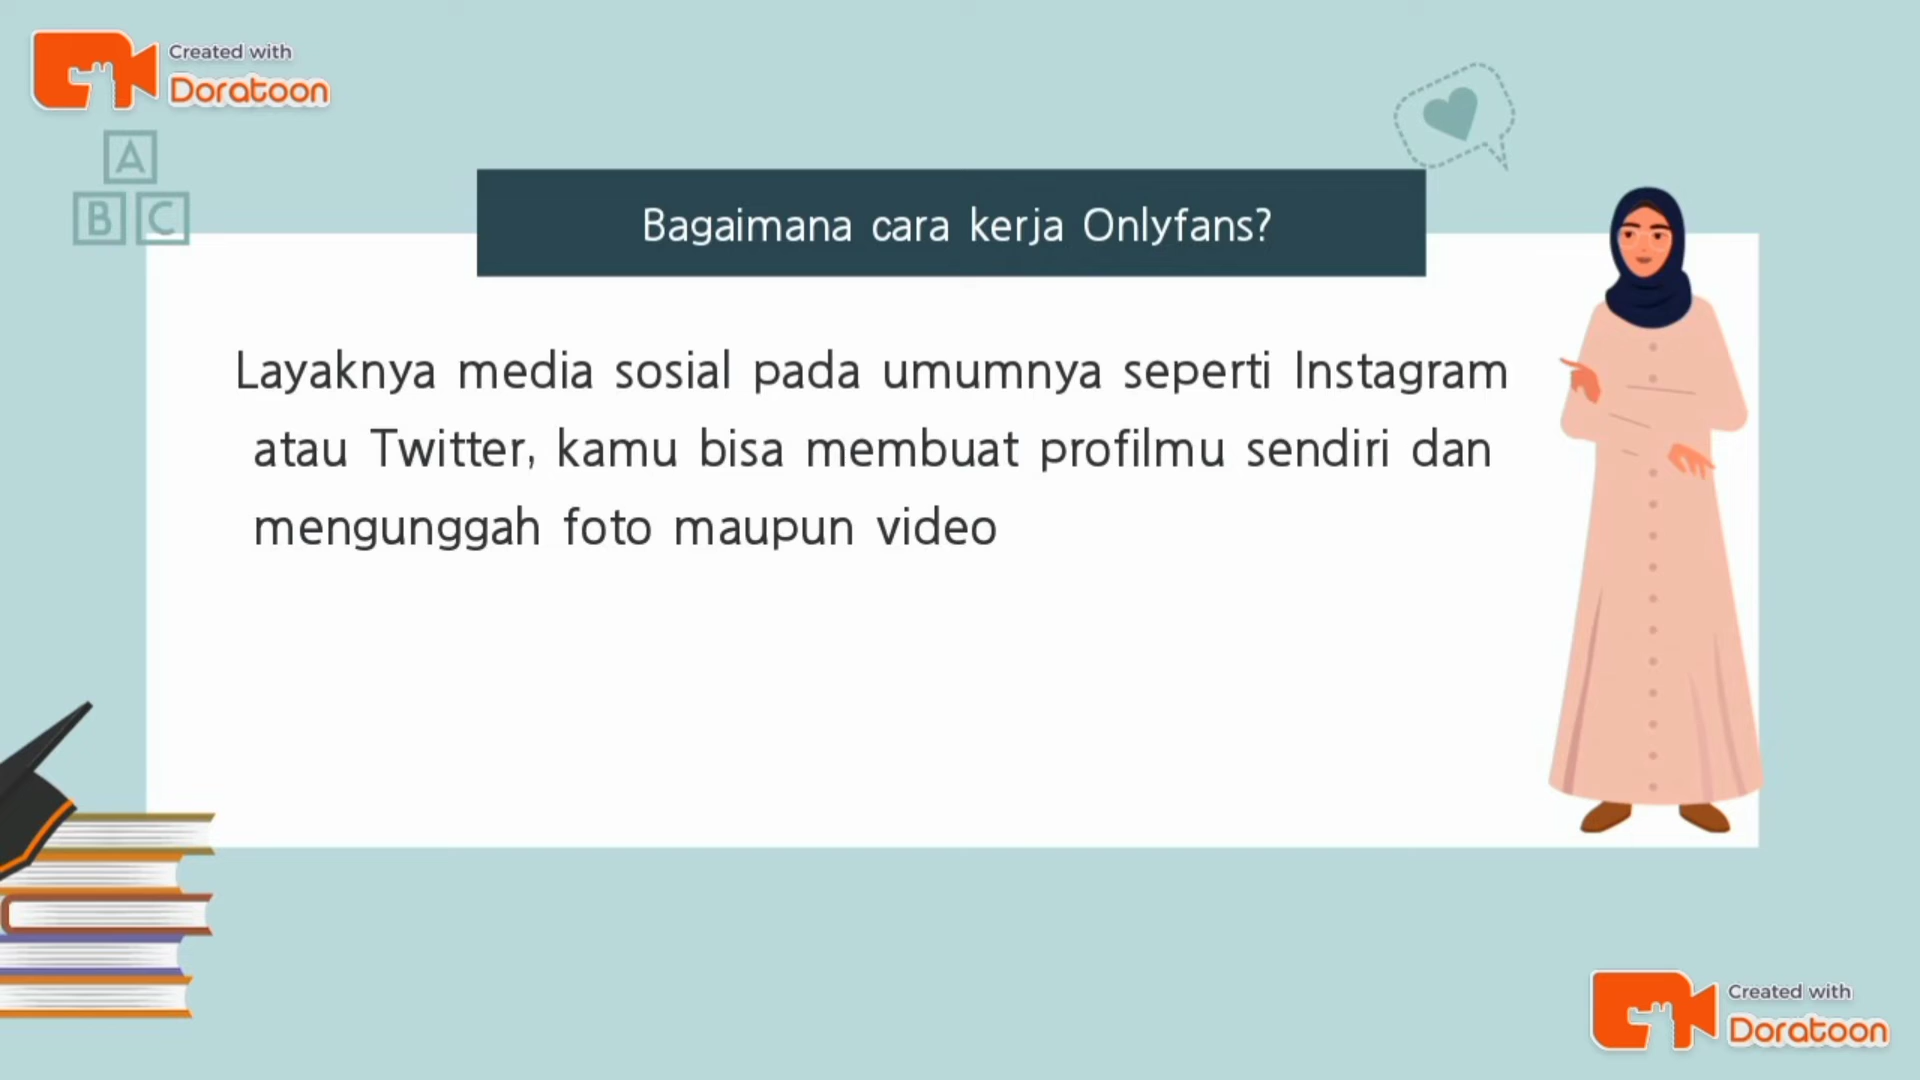 Created with
Doratoon
A
B C
Bagaimana cara kerja Onlyfans?
Layaknya media sosial pada umumnya seperti Instagram
atau Twitter, kamu bisa membuat profilmu sendiri dan
mengunggah foto maupun video
Created with
Doratoon